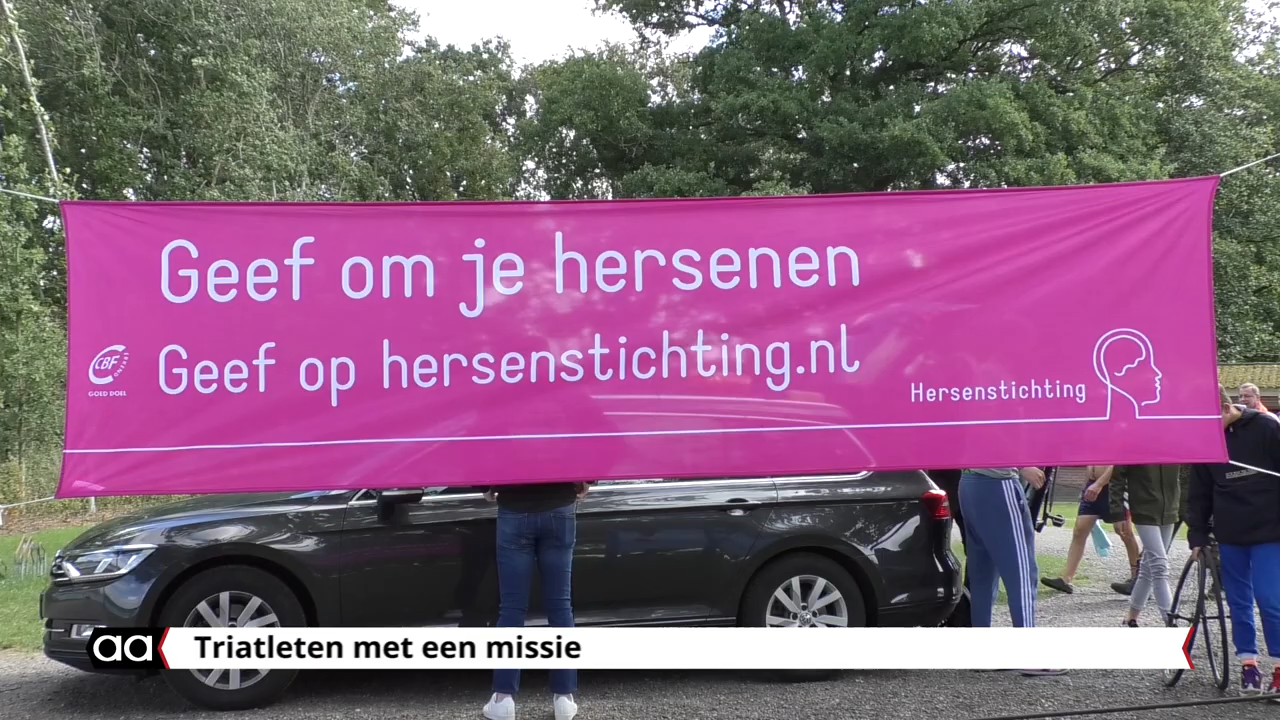 Geef om je hersenen
Geef op hersenstichting.nl
CBF
GOED DOEL
Hersenstichting
aa Triatleten met een missie